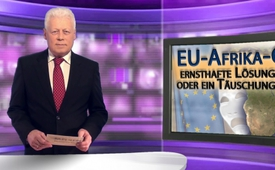 EU-Afrika-
ERNSTHAFTE LÖSUNG
ODER EIN TÄUSCHUNG